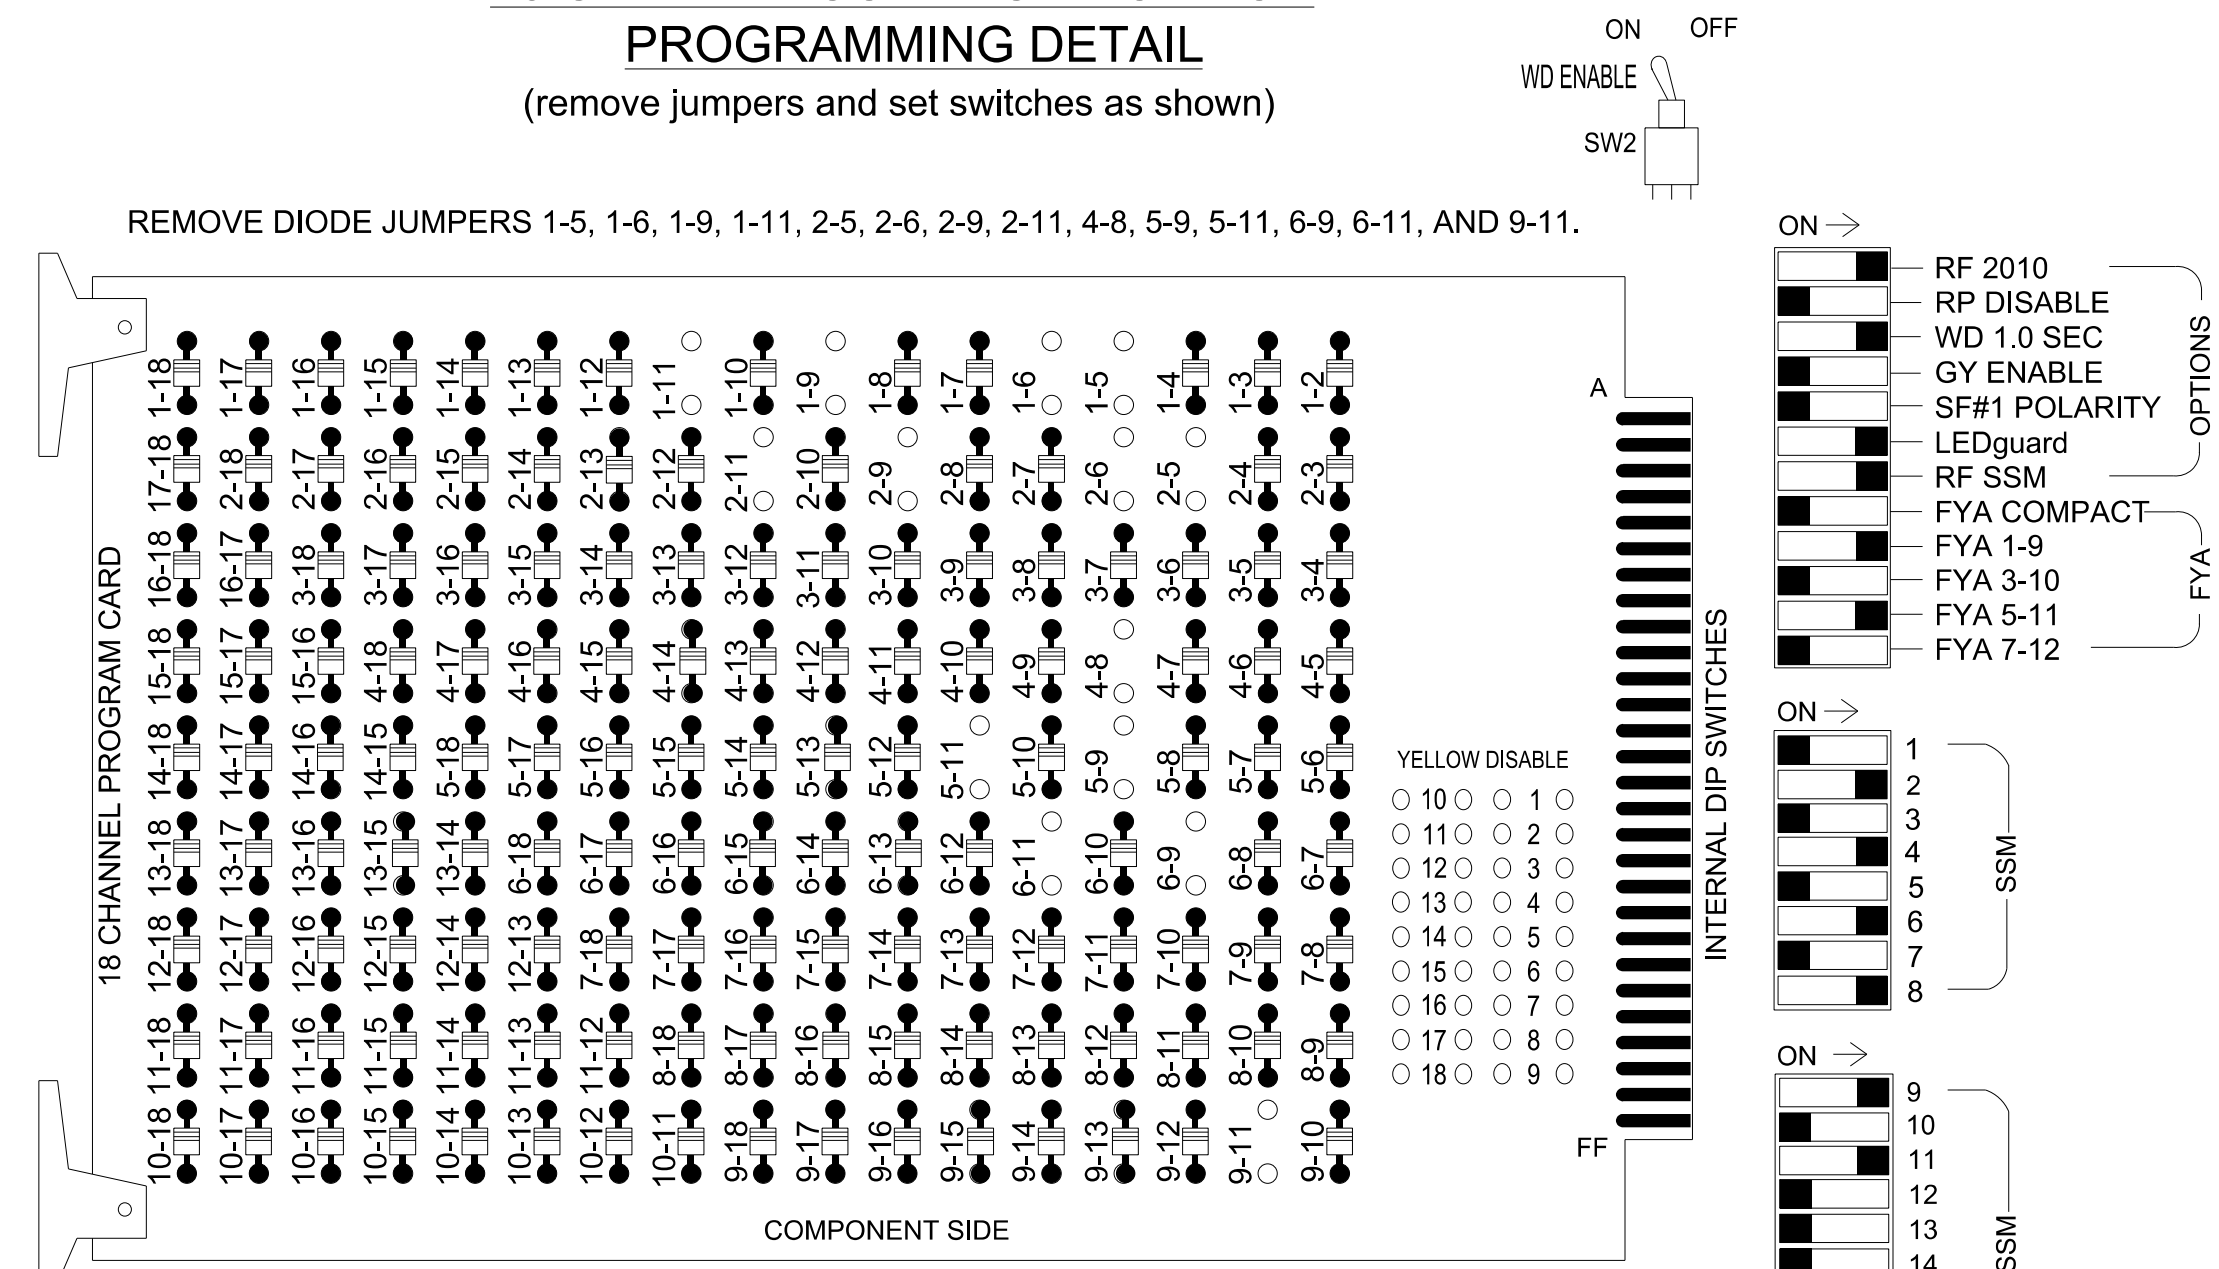 PROGRAMMING DETAIL
(remove jumpers and set switches as shown)
ON OFF
WD ENABLE
SW2
REMOVE DIODE JUMPERS 1-5, 1-6, 1-9, 1-11, 2-5, 2-6, 2-9, 2-11, 4-8, 5-9, 5-11, 6-9, 6-11, AND 9-11.
18 CHANNEL PROGRAM CARD
1-18 1-17 1-16 1-15 1-14 1-13 1-12 1-11 1-10 1-9 1-8 1-7 1-6 1-5 1-4 1-3 1-2
17-18 2-18 2-17 2-16 2-15 2-14 2-13 2-12 2-11 2-10 2-9 2-8 2-7 2-6 2-5 2-4 2-3
16-18 16-17 3-18 3-17 3-16 3-15 3-14 3-13 3-12 3-11 3-10 3-9 3-8 3-7 3-6 3-5 3-4
15-18 15-17 15-16 4-18 4-17 4-16 4-15 4-14 4-13 4-12 4-11 4-10 4-9 4-8 4-7 4-6 4-5
14-18 14-17 14-16 14-15 5-18 5-17 5-16 5-15 5-14 5-13 5-12 5-11 5-10 5-9 5-8 5-7 5-6
13-18 13-17 13-16 13-15 13-14 6-18 6-17 6-16 6-15 6-14 6-13 6-12 6-11 6-10 6-9 6-8 6-7
12-18 12-17 12-16 12-15 12-14 12-13 7-18 7-17 7-16 7-15 7-14 7-13 7-12 7-11 7-10 7-9 7-8
11-18 11-17 11-16 11-15 11-14 11-13 11-12 8-18 8-17 8-16 8-15 8-14 8-13 8-12 8-11 8-10 8-9
10-18 10-17 10-16 10-15 10-14 10-13 10-12 10-11 9-18 9-17 9-16 9-15 9-14 9-13 9-12 9-11 9-10
COMPONENT SIDE
YELLOW DISABLE
10 1
11 2
12 3
13 4
14 5
15 6
16 7
17 8
18 9
A
FF
INTERNAL DIP SWITCHES
ON
RF 2010
RP DISABLE
WD 1.0 SEC
GY ENABLE
SF#1 POLARITY
LEDguard
RF SSM
OPTIONS
FYA COMPACT
FYA 1-9
FYA 3-10
FYA 5-11
FYA 7-12
FYA
ON
1
2
3
4
5
6
7
8
SSM
ON
9
10
11
12
13
14
SSM